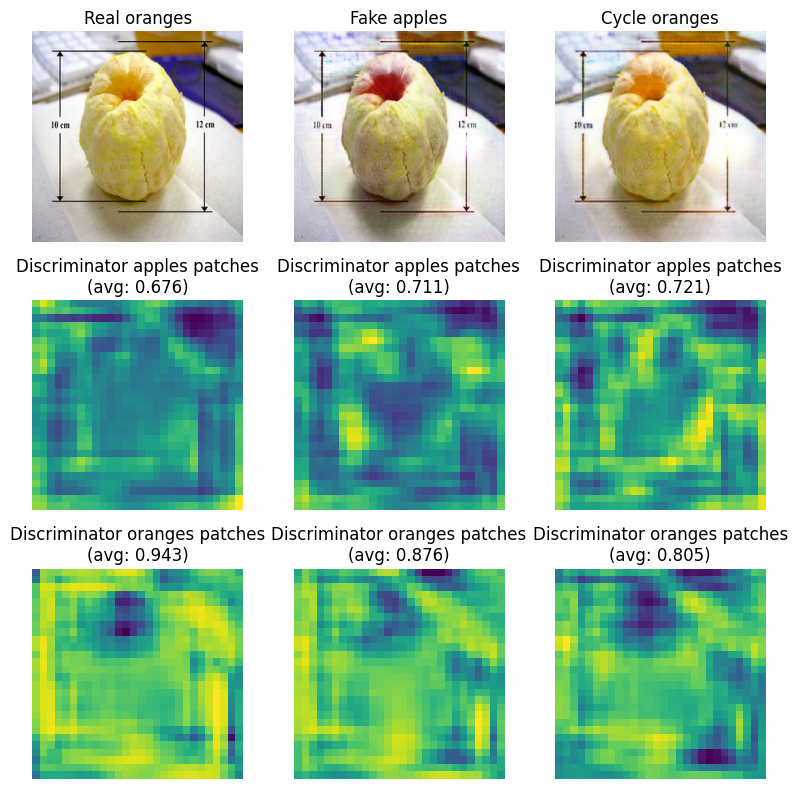 Real oranges
Fake apples
Cycle oranges
10 cm
12 cm
10 cm
12 cm
10 cm
12 cm
Discriminator apples patches
(avg: 0.676)
Discriminator apples patches
(avg: 0.711)
Discriminator apples patches
(avg: 0.721)
Discriminator oranges patches
(avg: 0.943)
Discriminator oranges patches
(avg: 0.876)
Discriminator oranges patches
(avg: 0.805)